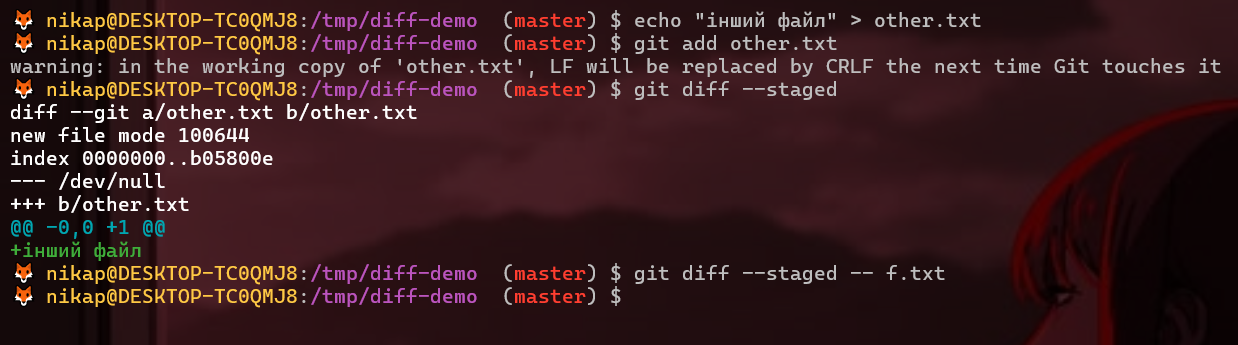 🦊 nikap@DESKTOP-TC0QMJ8:/tmp/diff-demo (master) $ echo "інший файл" > other.txt
🦊 nikap@DESKTOP-TC0QMJ8:/tmp/diff-demo (master) $ git add other.txt
warning: in the working copy of 'other.txt', LF will be replaced by CRLF the next time Git touches it
🦊 nikap@DESKTOP-TC0QMJ8:/tmp/diff-demo (master) $ git diff --staged
diff --git a/other.txt b/other.txt
new file mode 100644
index 0000000..b05800e
--- /dev/null
+++ b/other.txt
@@ -0,0 +1 @@
+інший файл
🦊 nikap@DESKTOP-TC0QMJ8:/tmp/diff-demo (master) $ git diff --staged -- f.txt
🦊 nikap@DESKTOP-TC0QMJ8:/tmp/diff-demo (master) $